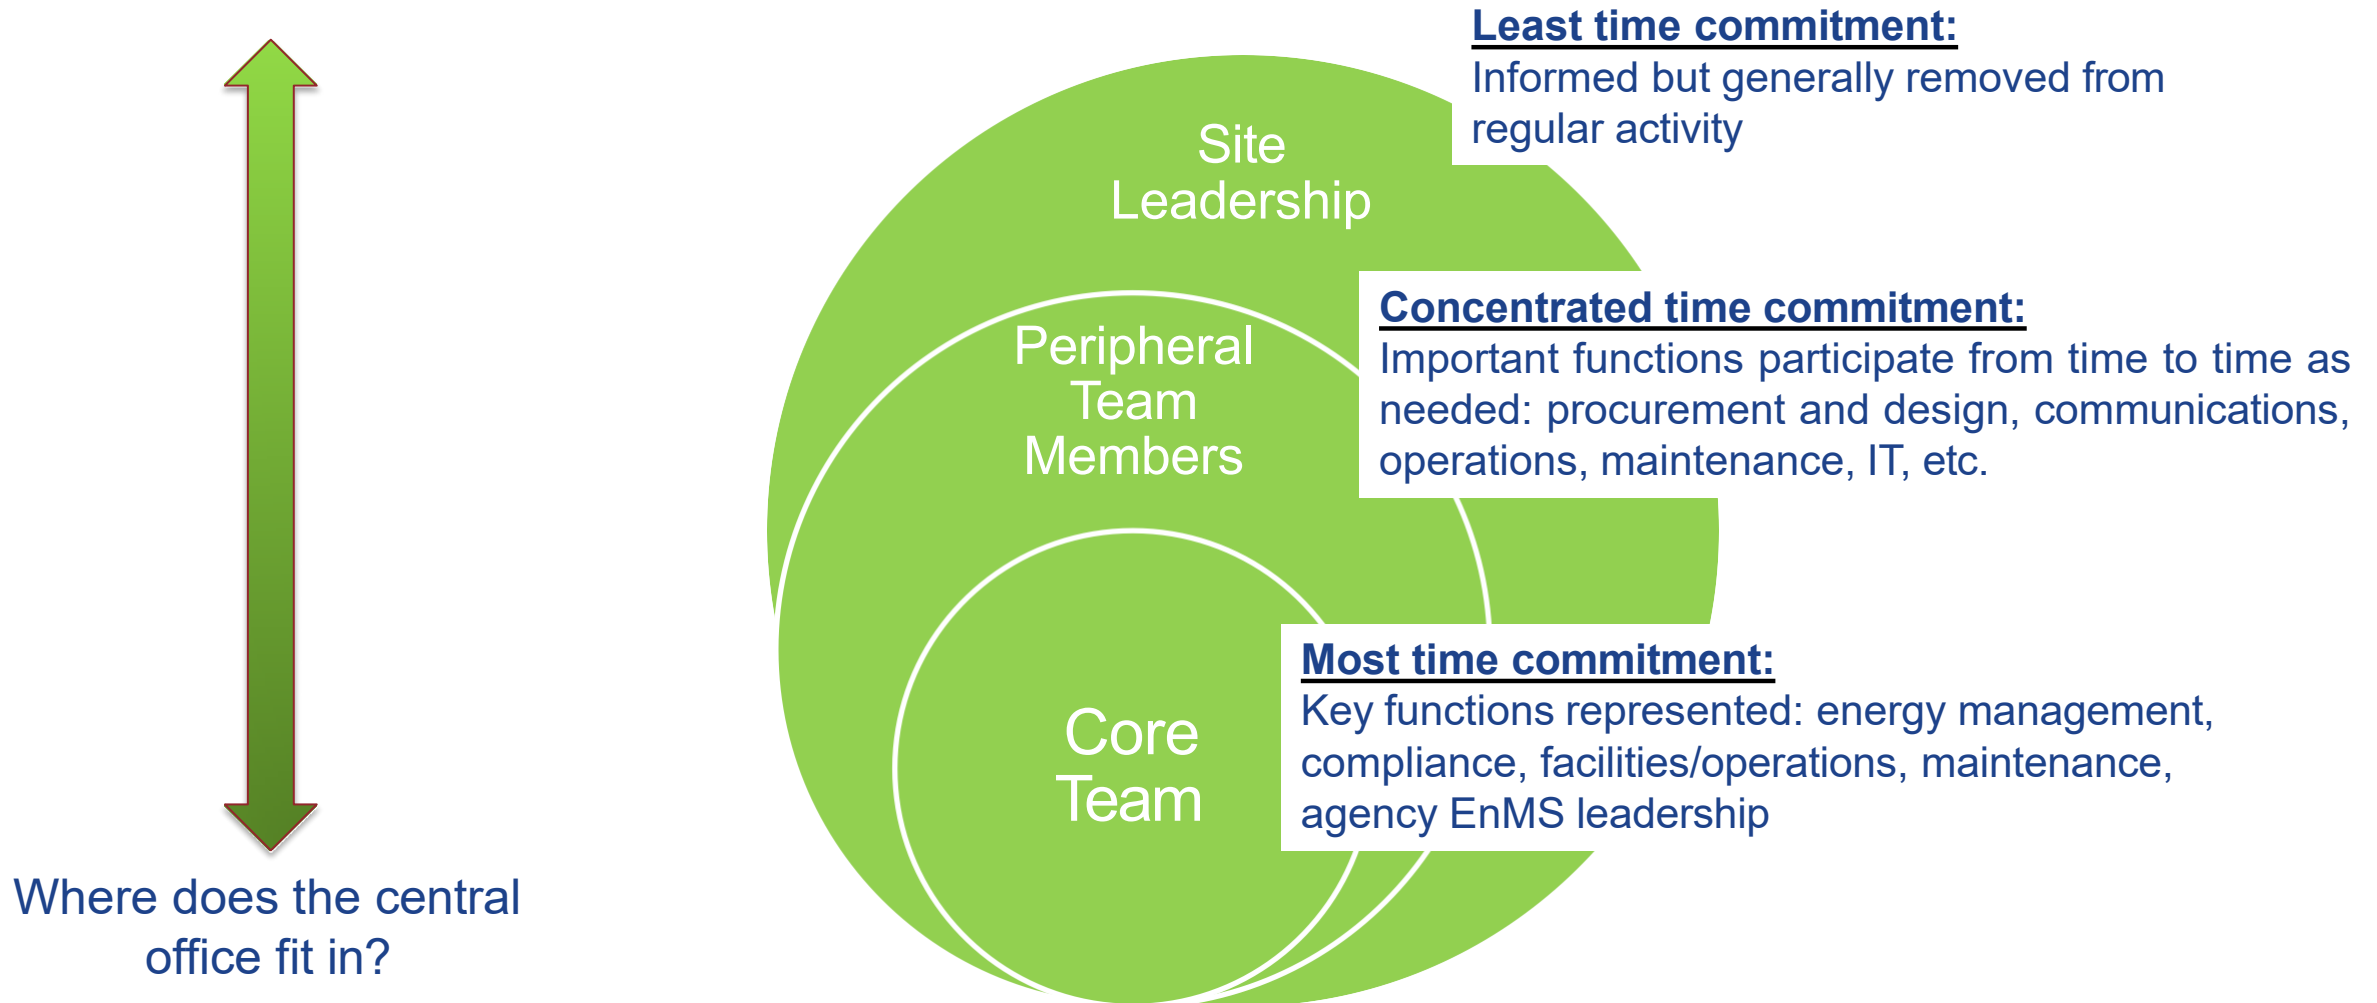 Least time commitment:
Informed but generally removed from
regular activity
Site
Leadership
Concentrated time commitment:
Important functions participate from time to time as
needed: procurement and design, communications,
operations, maintenance, IT, etc.
Peripheral
Team
Members
Most time commitment:
Key functions represented: energy management,
compliance, facilities/operations, maintenance,
agency EnMS leadership
Core
Team
Where does the central
office fit in?